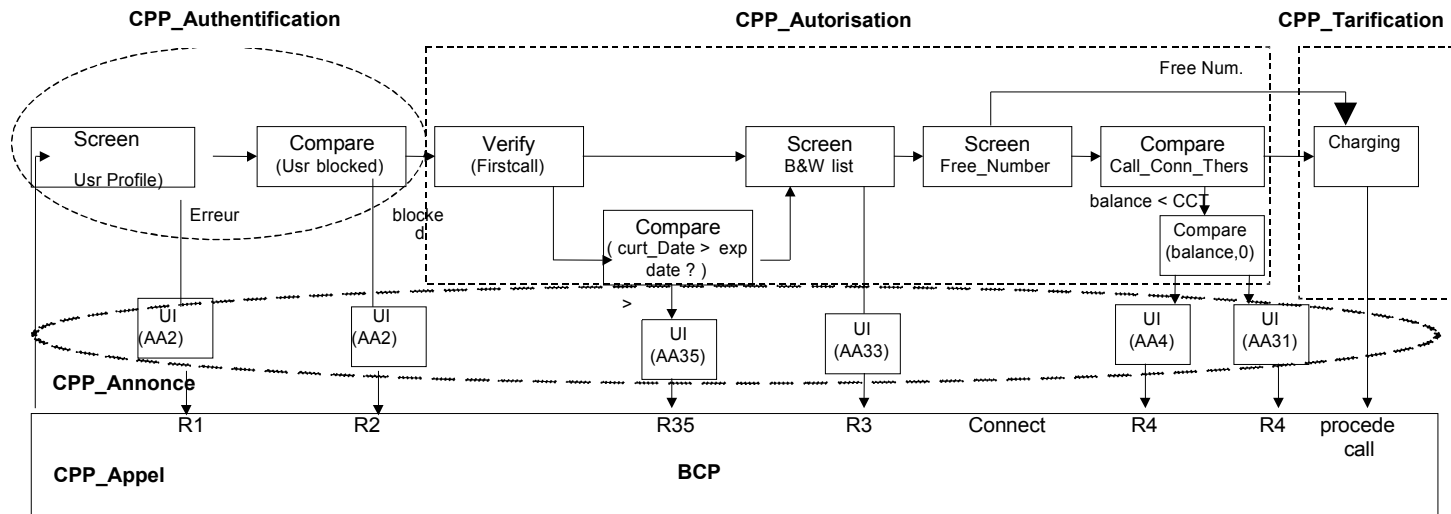 CPP_Authentification
CPP_Autorisation
CPP_Tarification
Free Num.
Screen
Usr Profile)
Compare
(Usr blocked)
Verify
(Firstcall)
Screen
B&W list
Screen
Free_Number
Compare
Call_Conn_Thers
Charging
Erreur
blocke
d
Compare
( curt_Date > exp
date ? )
balance < CCT
Compare
(balance,0)
>
UI
(AA2)
UI
(AA2)
UI
(AA35)
UI
(AA33)
UI
(AA4)
UI
(AA31)
CPP_Annonce
R1
R2
R35
R3
Connect
R4
R4
procede
call
CPP_Appel
BCP